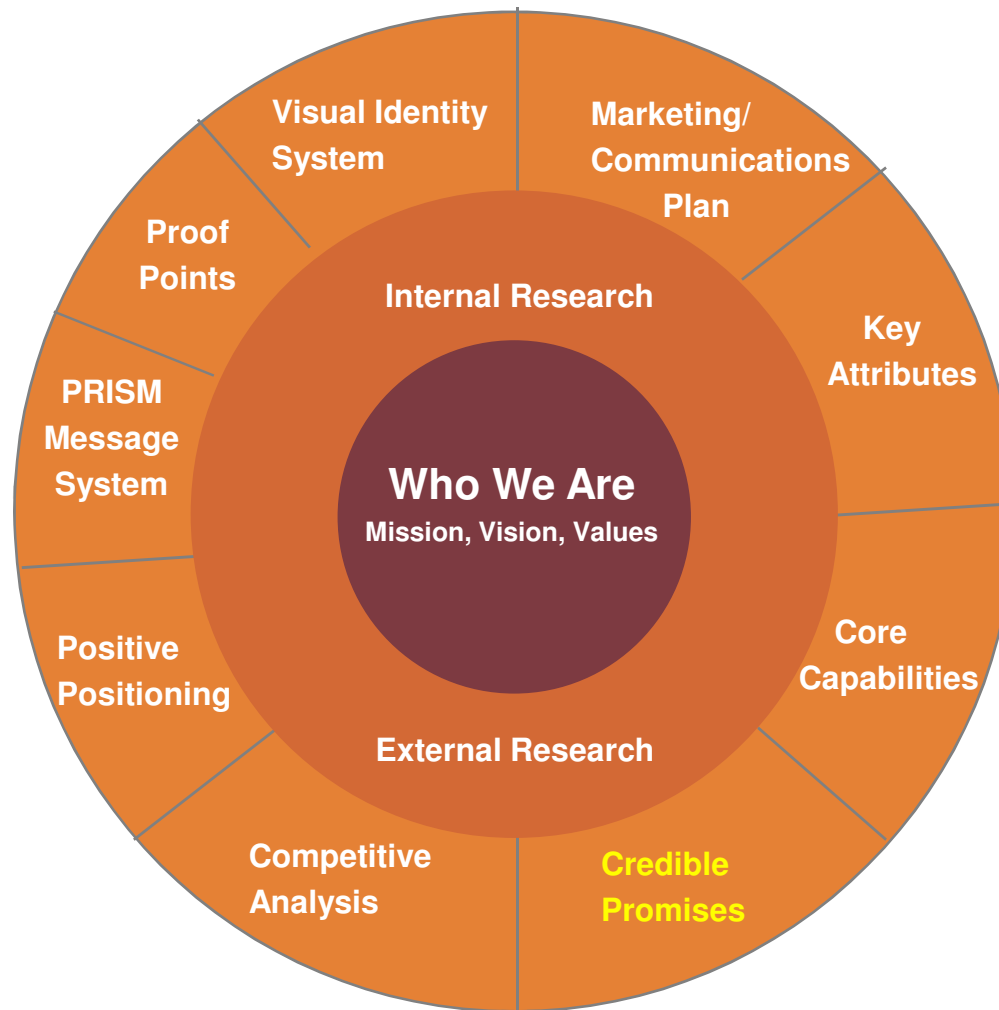 Visual Identity
System
Marketing/
Communications
Plan
Key
Attributes
Core
Capabilities
Credible
Promises
Competitive
Analysis
Positive
Positioning
PRISM
Message
System
Proof
Points
Internal Research
Who We Are
Mission, Vision, Values
External Research